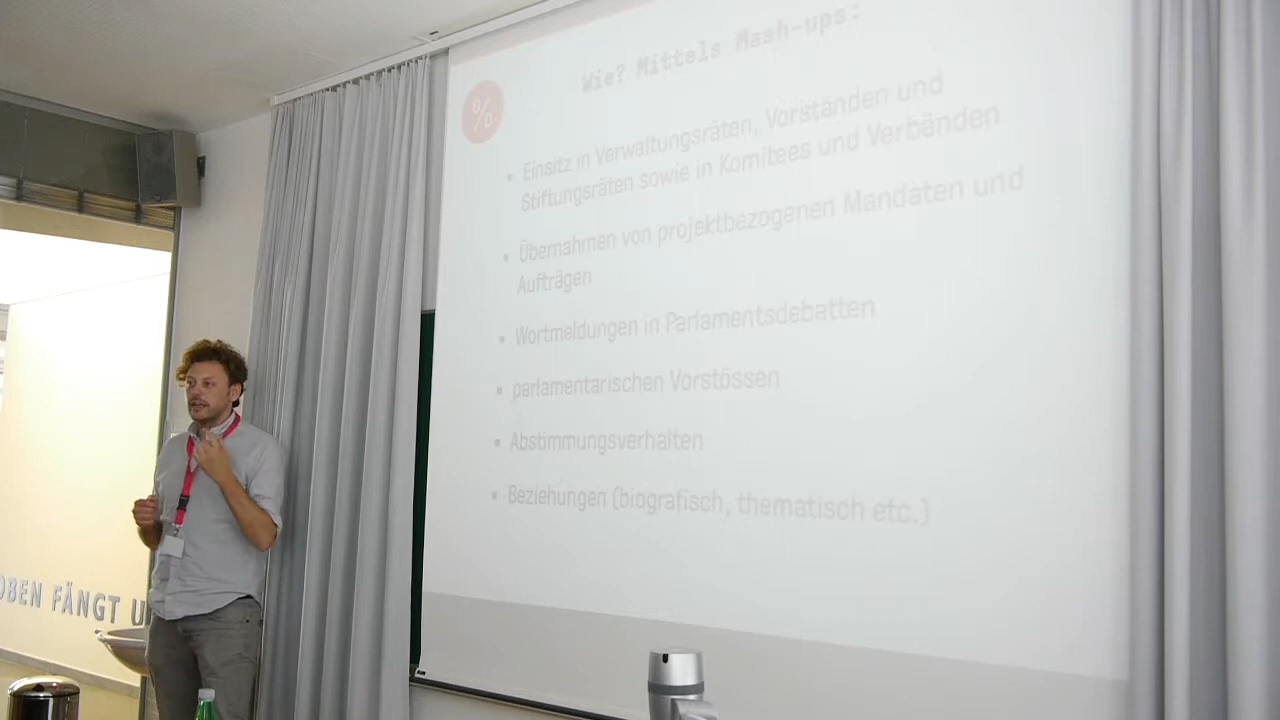 Wie? Mittels Mash-ups:
%
• Einsitz in Verwaltungsräten, Vorständen und
Stiftungsräten sowie in Komitees und Verbänden
• Übernahmen von projektbezogenen Mandaten und
Aufträgen
• Wortmeldungen in Parlamentsdebatten
• parlamentarischen Vorstössen
• Abstimmungsverhalten
• Beziehungen (biografisch, thematisch etc.)
OBEN FÄNGT